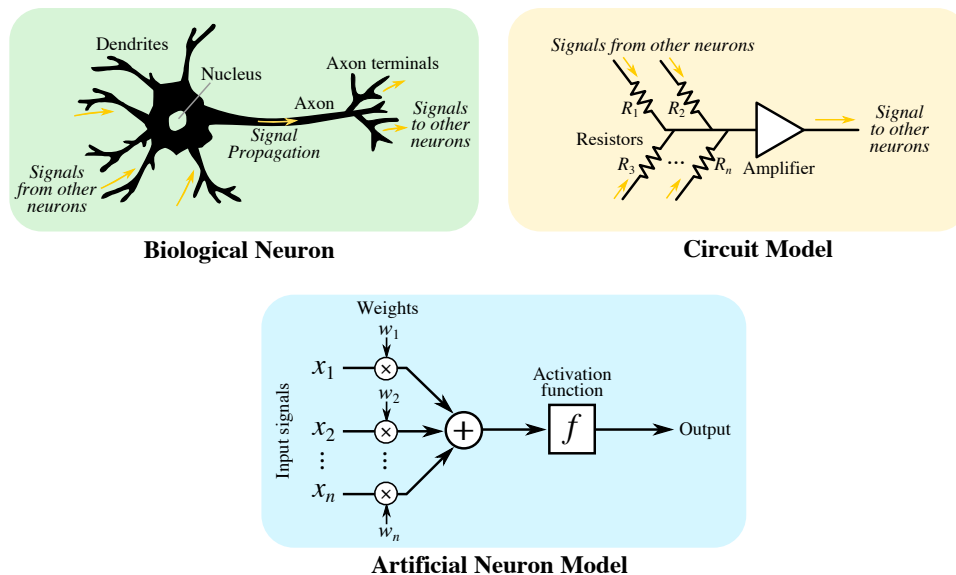 Dendrites
Nucleus
Axon terminals
Axon
Signal
Propagation
Signals
to other
neurons
Signals
from other
neurons
Biological Neuron
Signals from other neurons
R1
R2
Resistors
R3
...
Rn
Amplifier
Signal
to other
neurons
Circuit Model
Weights
w1
x1
w2
x2
⋮
⋮
xn
wn
Input signals
×
×
×
+
Activation
function
f
Output
Artificial Neuron Model